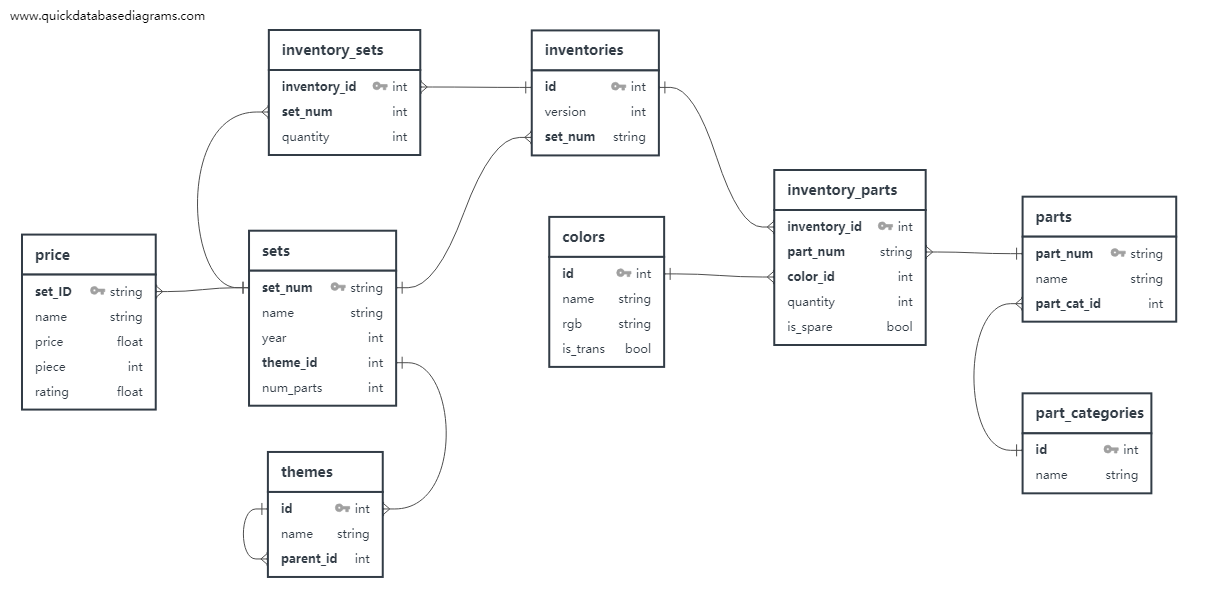 www.quickdatabasediagrams.com
inventory_sets
inventory_id int
set_num int
quantity int
inventories
id int
version int
set_num string
inventory_parts
inventory_id int
part_num string
color_id int
quantity int
is_spare bool
parts
part_num string
name string
part_cat_id int
price
set_ID string
name string
price float
piece int
rating float
sets
set_num string
name string
year int
theme_id int
num_parts int
colors
id int
name string
rgb string
is_trans bool
part_categories
id int
name string
themes
id int
name string
parent_id int